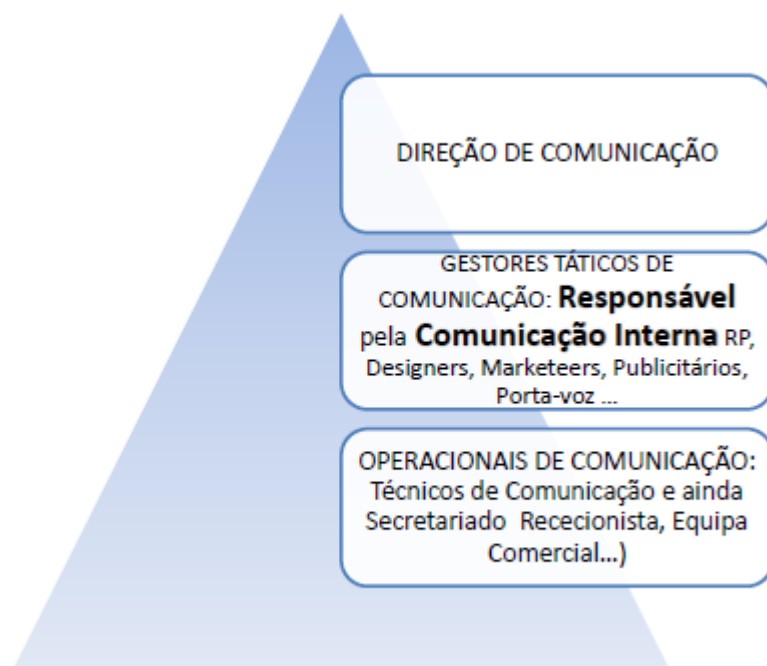 DIREÇÃO DE COMUNICAÇÃO
GESTORES TÁTICOS DE
COMUNICAÇÃO: Responsável
pela Comunicação Interna RP,
Designers, Marketeers, Publicitários,
Porta-voz ...
OPERACIONAIS DE COMUNICAÇÃO:
Técnicos de Comunicação e ainda
Secretariado  Rececionista, Equipa
Comercial...)